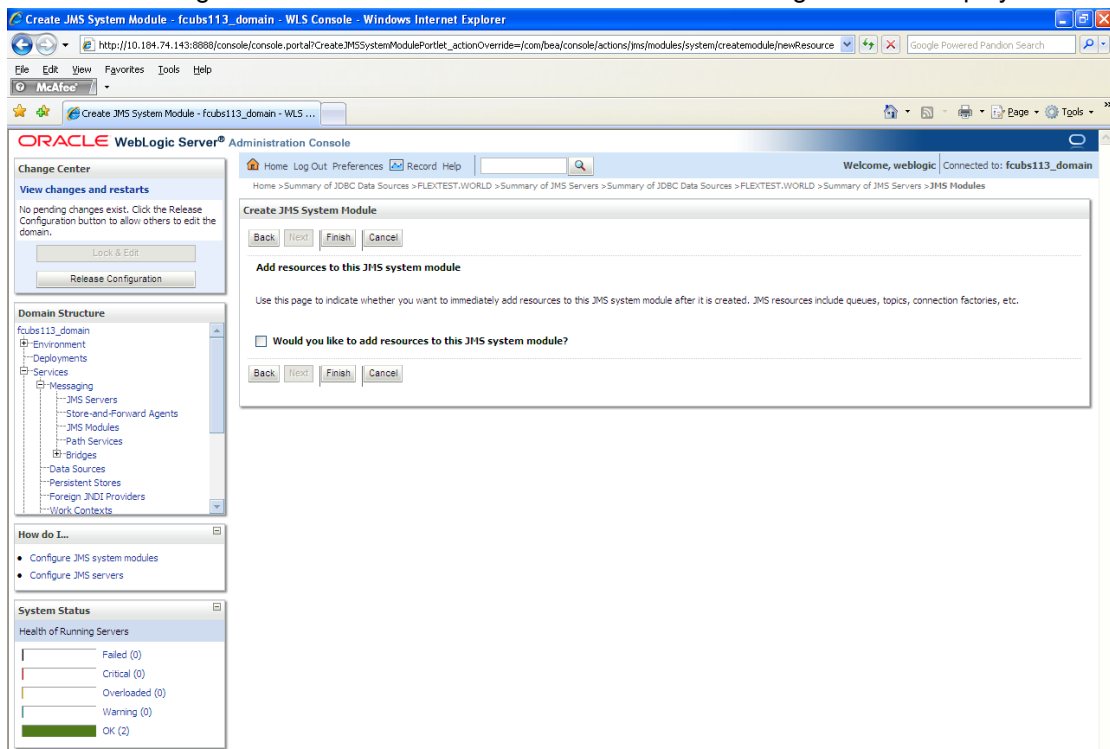 Create JMS System Module - fcubs113_domain - WLS Console - Windows Internet Explorer
http://10.184.74.143:8888/console/console.portal?CreateJMSSystemModulePortlet_actionOverride=/com/bea/console/actions/jms/modules/system/createmodule/newResource
Google Powered Pandion Search
File Edit View Favorites Tools Help
McAfee
Create JMS System Module - fcubs113_domain - WLS ...
Page Tools
ORACLE WebLogic Server® Administration Console
Change Center
View changes and restarts
No pending changes exist. Click the Release
Configuration button to allow others to edit the
domain.
Lock & Edit
Release Configuration
Domain Structure
fcubs113_domain
Environment
Deployments
Services
Messaging
JMS Servers
Store-and-Forward Agents
JMS Modules
Path Services
Bridges
Data Sources
Persistent Stores
Foreign JNDI Providers
Work Contexts
How do I...
Configure JMS system modules
Configure JMS servers
System Status
Health of Running Servers
Failed (0)
Critical (0)
Overloaded (0)
Warning (0)
OK (2)
Home Log Out Preferences Record Help
Welcome, weblogic Connected to: fcubs113_domain
Home >Summary of JDBC Data Sources >FLEXTEST.WORLD >Summary of JMS Servers >Summary of JDBC Data Sources >FLEXTEST.WORLD >Summary of JMS Servers >JMS Modules
Create JMS System Module
Back Next Finish Cancel
Add resources to this JMS system module
Use this page to indicate whether you want to immediately add resources to this JMS system module after it is created. JMS resources include queues, topics, connection factories, etc.
Would you like to add resources to this JMS system module?
Back Next Finish Cancel